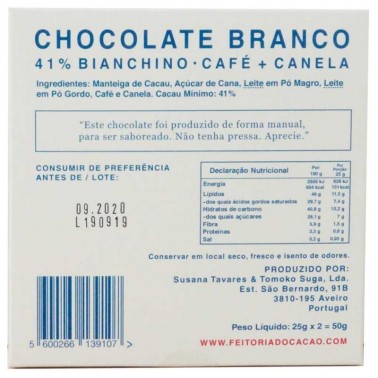 CHOCOLATE BRANCO
41% BIANCHINO · CAFÉ + CANELA
Ingredientes: Manteiga de Cacau, Açúcar de Cana, Leite em Pó Magro, Leite
em Pó Gordo, Café e Canela. Cacau Mínimo: 41%
"Este chocolate foi produzido de forma manual,
para ser saboreado. Não tenha pressa. Aprecie."
CONSUMIR DE PREFERÊNCIA
ANTES DE / LOTE:
09.2020
L190919
Declaração Nutricional Por 100 g Por Porção 25 g
Energia
Lípidos
-dos quais ácidos gordos saturados
Hidratos de carbono
-dos quais açúcares
Fibra
Proteínas
Sal
Conservar em local seco, fresco e isento de odores.
PRODUZIDO POR:
Susana Tavares & Tomoko Suga, Lda.
Est. São Bernardo, 91B
3810-195 Aveiro
Portugal
Peso Líquido: 25g x 2 = 50g
WWW.FEITORIADOCACAO.COM
5 600266 139107 >